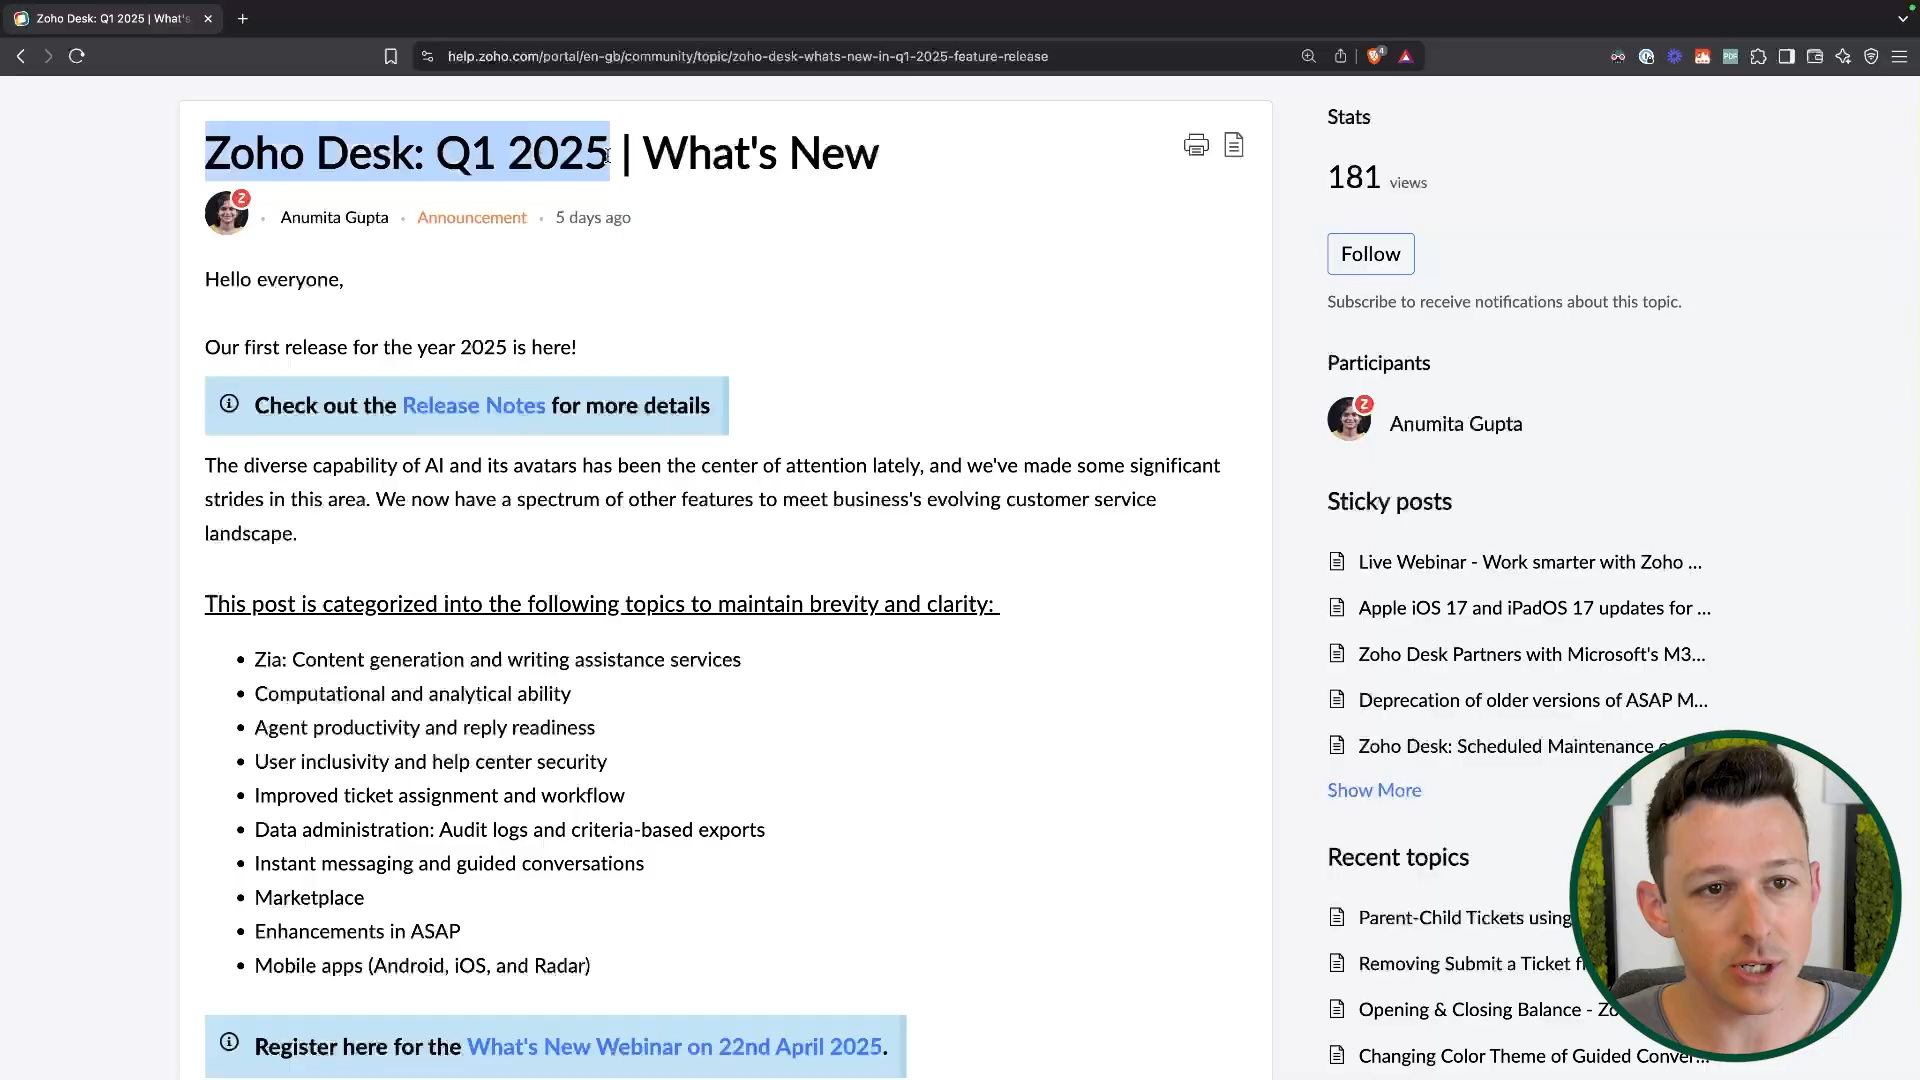 Zoho Desk: Q1 2025 | What's
help.zoho.com/portal/en-gb/community/topic/zoho-desk-whats-new-in-q1-2025-feature-release
4
PDF
Zoho Desk: Q1 2025 | What's New
2
Anumita Gupta • Announcement • 5 days ago
Hello everyone,
Our first release for the year 2025 is here!
Check out the Release Notes for more details
The diverse capability of AI and its avatars has been the center of attention lately, and we've made some significant
strides in this area. We now have a spectrum of other features to meet business's evolving customer service
landscape.
This post is categorized into the following topics to maintain brevity and clarity:
• Zia: Content generation and writing assistance services
• Computational and analytical ability
• Agent productivity and reply readiness
• User inclusivity and help center security
• Improved ticket assignment and workflow
• Data administration: Audit logs and criteria-based exports
• Instant messaging and guided conversations
• Marketplace
• Enhancements in ASAP
• Mobile apps (Android, iOS, and Radar)
Register here for the What's New Webinar on 22nd April 2025.
Stats
181 views
Follow
Subscribe to receive notifications about this topic.
Participants
2
Anumita Gupta
Sticky posts
Live Webinar - Work smarter with Zoho ...
Apple iOS 17 and iPadOS 17 updates for ...
Zoho Desk Partners with Microsoft's M3...
Deprecation of older versions of ASAP M...
Zoho Desk: Scheduled Maintenance
Show More
Recent topics
Parent-Child Tickets using
Removing Submit a Ticket
Opening & Closing Balance -
Changing Color Theme of Guided Conver...